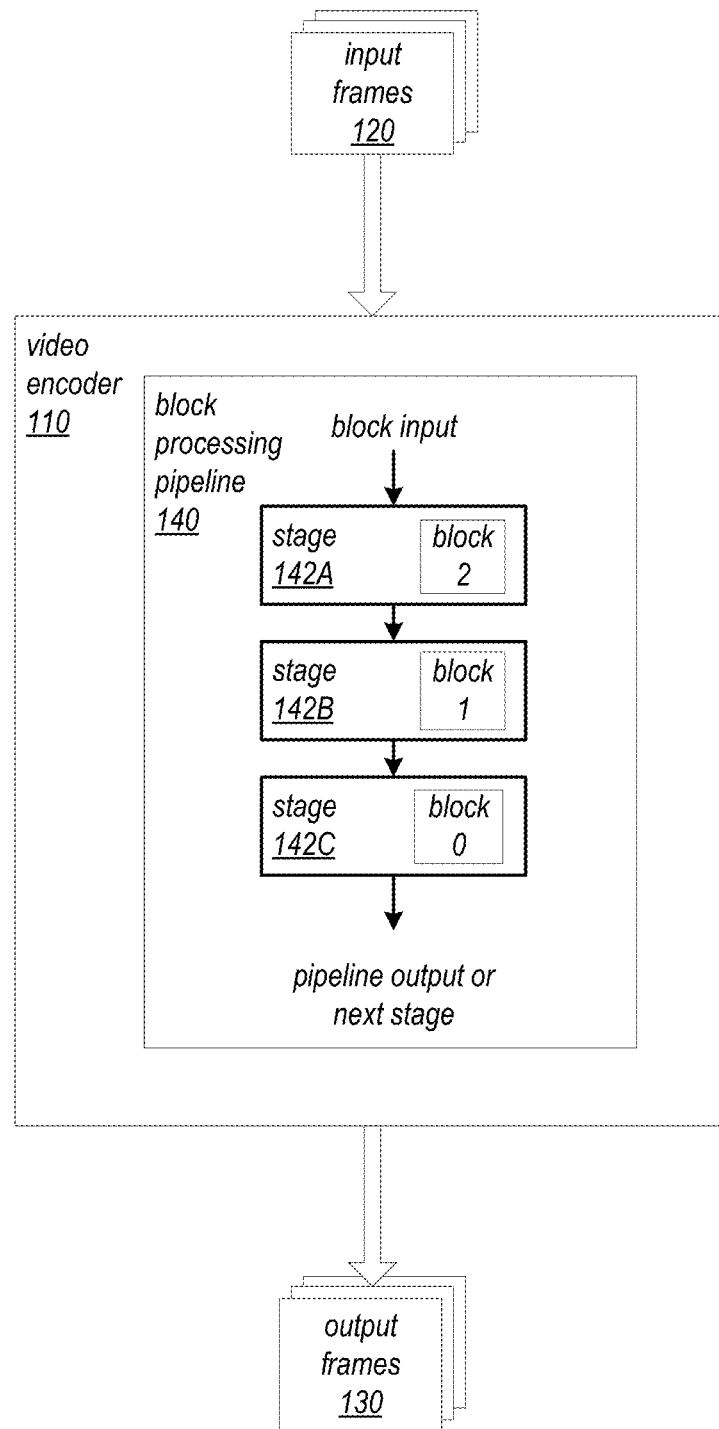 input
frames
120
video
encoder
110
block
processing
pipeline
140
block input
stage
142A
block
2
stage
142B
block
1
stage
142C
block
0
pipeline output or
next stage
output
frames
130